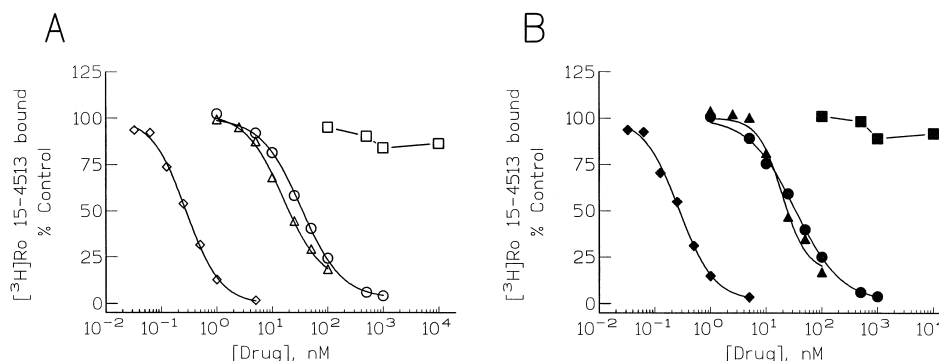 A
B
125
100
75
50
25
0
[³H]Ro 15-4513 bound
% Control
10⁻² 10⁻¹ 10⁰ 10¹ 10² 10³ 10⁴
[Drug], nM
125
100
75
50
25
0
[³H]Ro 15-4513 bound
% Control
10⁻² 10⁻¹ 10⁰ 10¹ 10² 10³ 10
[Drug], nM